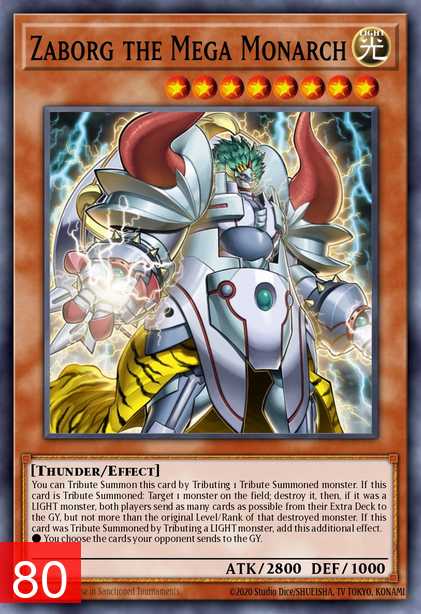 ZABORG THE MEGA MONARCH
LIGHT
光
[THUNDER/EFFECT]
You can Tribute Summon this card by Tributing 1 Tribute Summoned monster. If this
card is Tribute Summoned: Target 1 monster on the field; destroy it, then, if it was a
LIGHT monster, both players send as many cards as possible from their Extra Deck to
the GY, but not more than the original Level/Rank of that destroyed monster. If this
card was Tribute Summoned by Tributing a LIGHT monster, add this additional effect.
● You choose the cards your opponent sends to the GY.
ATK/2800 DEF/1000
80
in Sanctioned Tournaments
©2020 Studio Dice/SHUEISHA, TV TOKYO, KONAMI